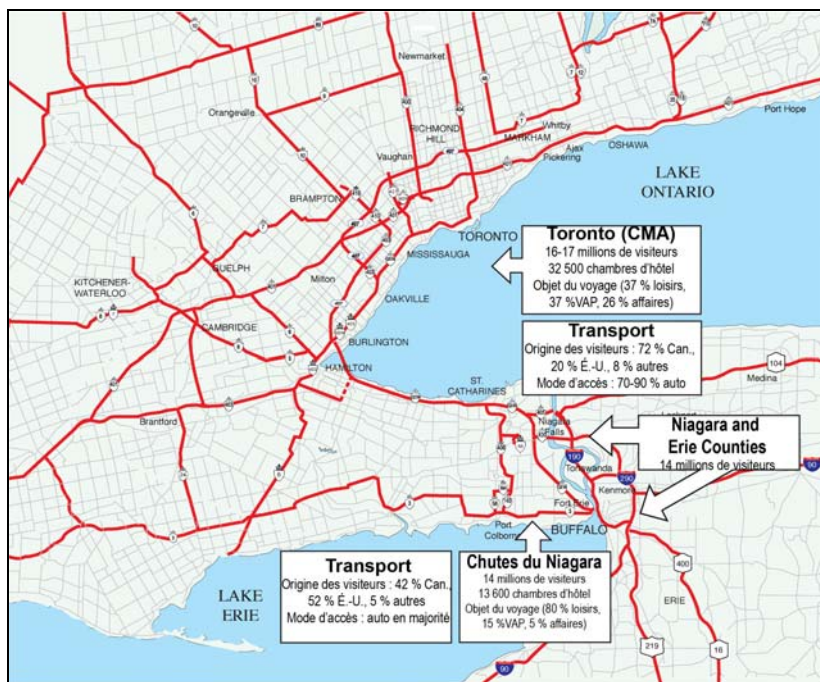 Newmarket
Orangeville
Port Hope
RICHMOND
HILL
Whitby
MARKHAM
OSHAWA
Ajax
Pickering
Vaughan
LAKE
ONTARIO
BRAMPTON
TORONTO
Toronto (CMA)
16-17 millions de visiteurs
32 500 chambres d'hôtel
Objet du voyage (37 % loisirs,
37 %VAP, 26 % affaires)
MISSISSAUGA
GUELPH
Milton
KITCHENER-
WATERLOO
OAKVILLE
CAMBRIDGE
BURLINGTON
HAMILTON
Transport
Origine des visiteurs : 72 % Can.,
20 % É.-U., 8 % autres
Mode d'accès : 70-90 % auto
104
Medina
ST.
CATHARINES
Brantford
Niagara
Falls
Niagara and
Erie Counties
14 millions de visiteurs
190
90
Tonawanda
290
Kenmore
Fort Erie
Port
Colborne
BUFFALO
Chutes du Niagara
14 millions de visiteurs
13 600 chambres d'hôtel
Objet du voyage (80 % loisirs,
15 %VAP, 5 % affaires)
Transport
Origine des visiteurs : 42 % Can.,
52 % É.-U., 5 % autres
Mode d'accès : auto en majorité
LAKE
ERIE
400
ERIE
219
16
90